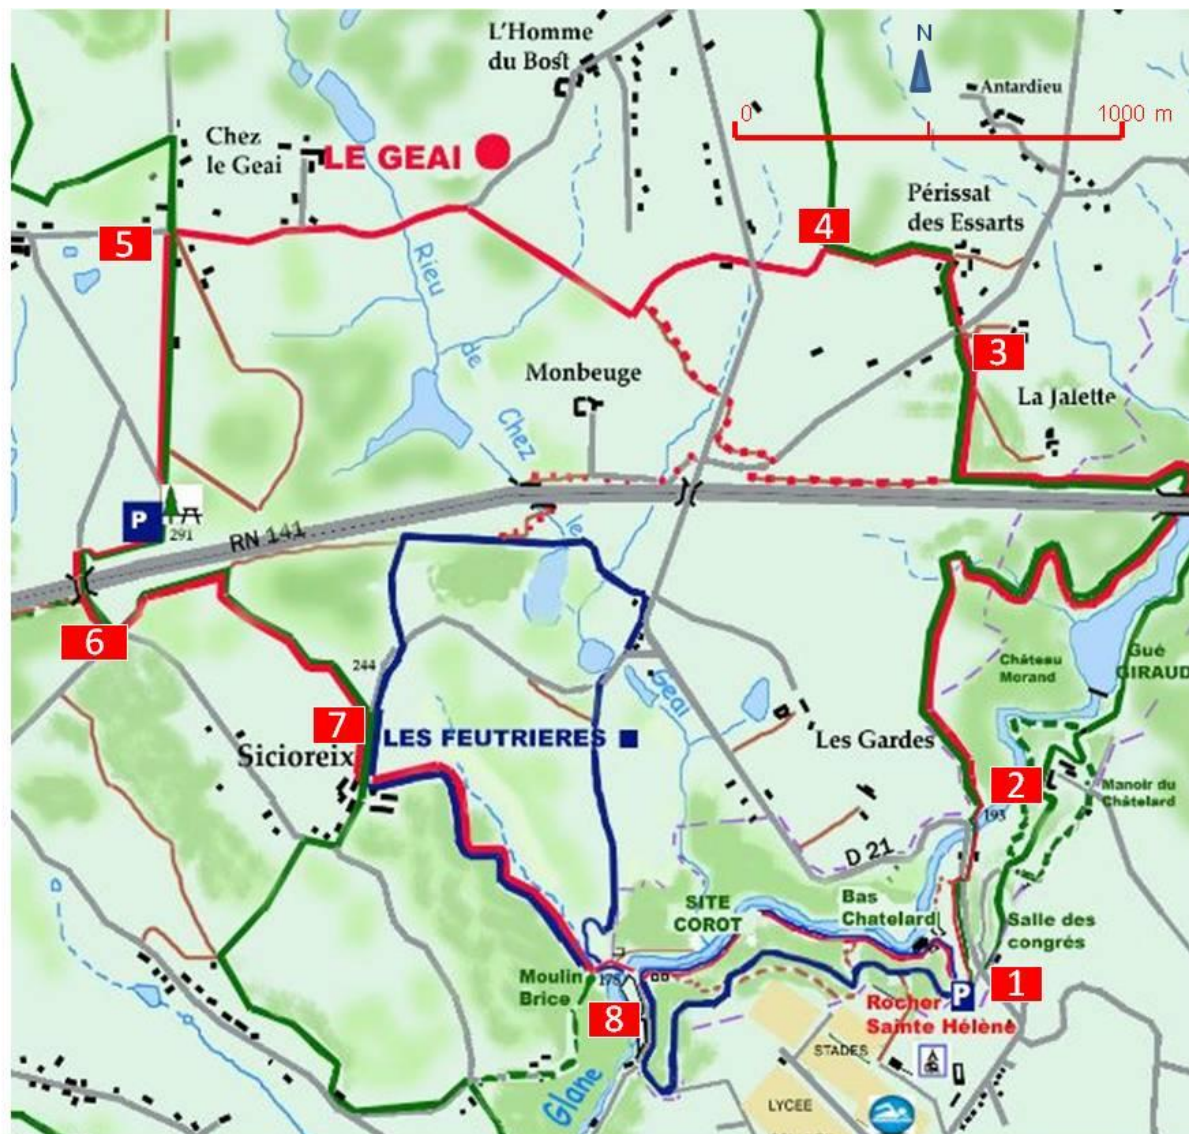 N
L'Homme
du Bost
Antardieu
0
1000 m
Chez
le Geai
LE GEAI
Périssat
des Essarts
4
5
Rieu
de
Chez
le
Geai
3
Monbeuge
La Jalette
P
291
RN 141
6
244
Château
Morand
Gué
GIRAUD
7
LES FEUTRIERES
Sicioreix
Les Gardes
2
193
Manoir du
Châtelard
D 21
SITE
COROT
Bas
Chatelard
Salle des
congrés
Moulin
Brice
178
8
P
1
Rocher
Sainte Hélène
STADES
Glane
LYCEE